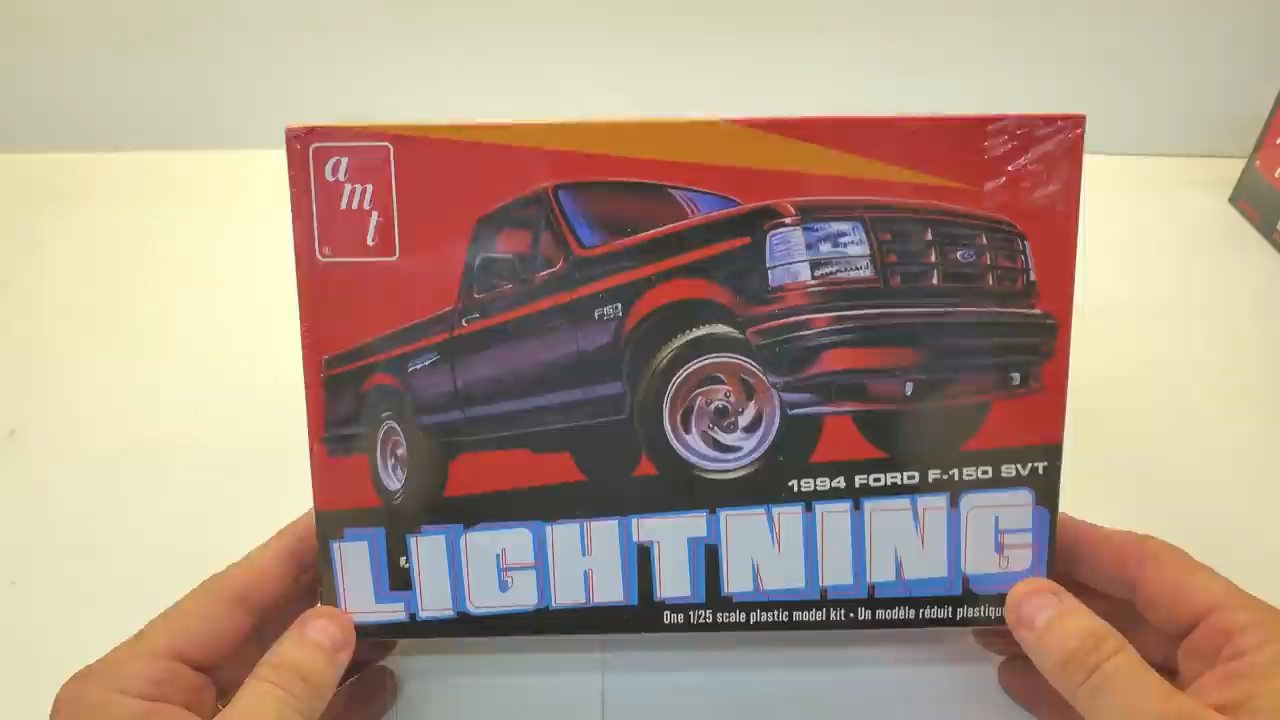 amt
F150
1994 FORD F-150 SVT
LIGHTNING
One 1/25 scale plastic model kit • Un modèle réduit plastique